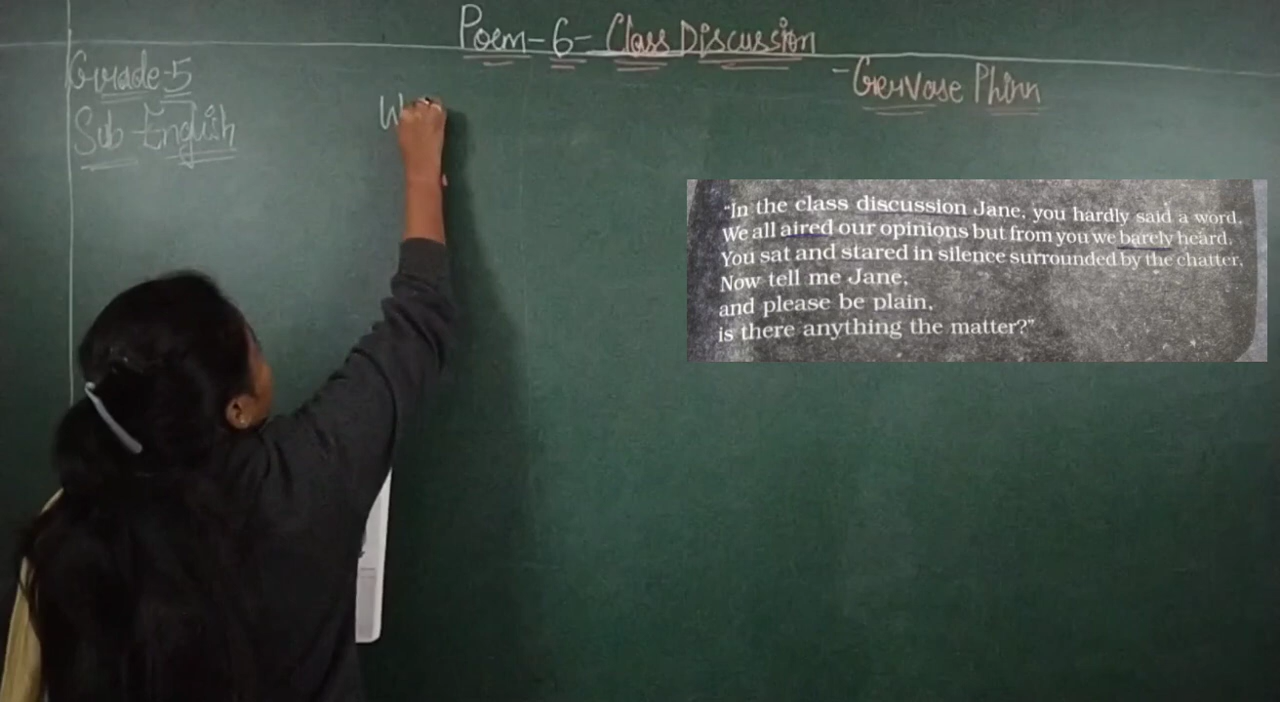 Poem-6- Class Discussion
-Gervase Phinn
Grade-5
Sub-English
"In the class discussion Jane, you hardly said a word,
We all aired our opinions but from you we barely heard,
You sat and stared in silence surrounded by the chatter,
Now tell me Jane,
and please be plain,
is there anything the matter?"